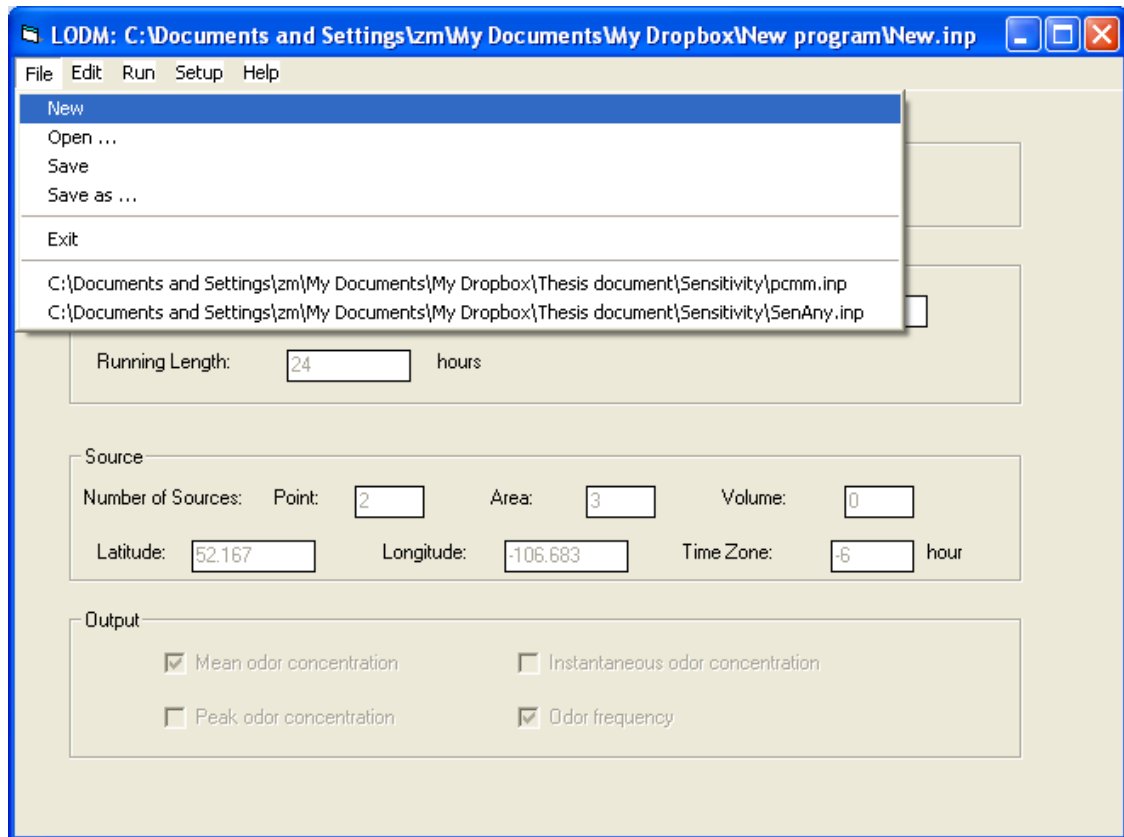 LODM: C:\Documents and Settings\zm\My Documents\My Dropbox\New program\New.inp
File Edit Run Setup Help
New
Open ...
Save
Save as ...
Exit
C:\Documents and Settings\zm\My Documents\My Dropbox\Thesis document\Sensitivity\pcmm.inp
C:\Documents and Settings\zm\My Documents\My Dropbox\Thesis document\Sensitivity\SenAny.inp
Running Length: 24 hours
Source
Number of Sources: Point: 2 Area: 3 Volume: 0
Latitude: 52.167 Longitude: -106.683 Time Zone: -6 hour
Output
Mean odor concentration Instantaneous odor concentration
Peak odor concentration Odor frequency